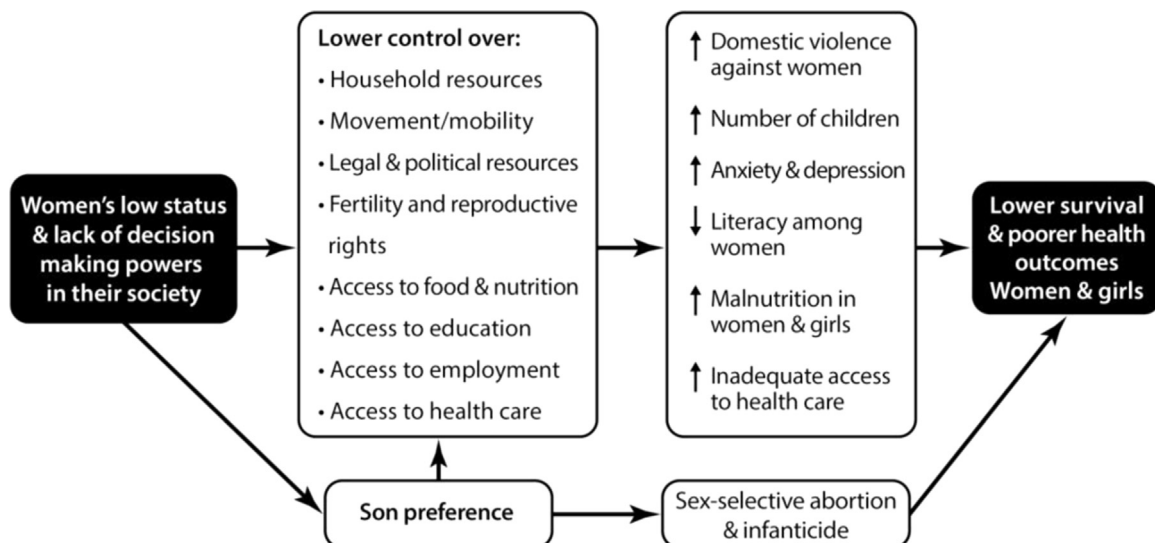 Women's low status
& lack of decision
making powers
in their society
Lower control over:
• Household resources
• Movement/mobility
• Legal & political resources
• Fertility and reproductive
rights
• Access to food & nutrition
• Access to education
• Access to employment
• Access to health care
↑ Domestic violence
against women
↑ Number of children
↑ Anxiety & depression
↓ Literacy among
women
↑ Malnutrition in
women & girls
↑ Inadequate access
to health care
Lower survival
& poorer health
outcomes
Women & girls
Son preference
Sex-selective abortion
& infanticide